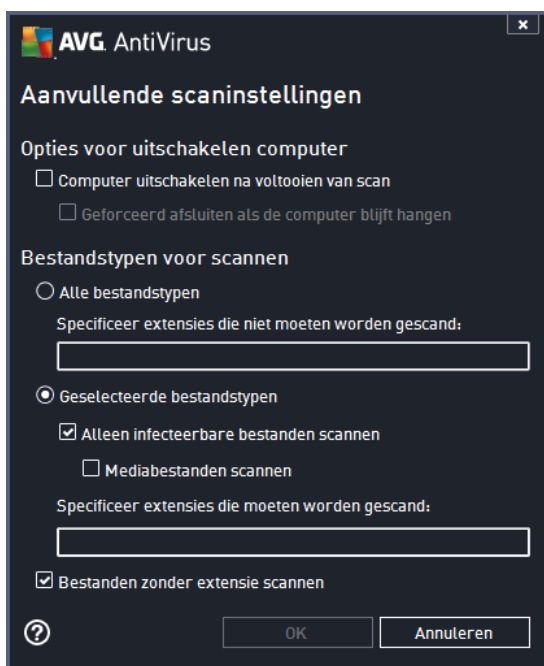 AVG. AntiVirus
Aanvullende scaninstellingen
Opties voor uitschakelen computer
Computer uitschakelen na voltooien van scan
Geforceerd afsluiten als de computer blijft hangen
Bestandstypen voor scannen
Alle bestandstypen
Specificeer extensies die niet moeten worden gescand:
Geselecteerde bestandstypen
Alleen infecteerbare bestanden scannen
Mediabestanden scannen
Specificeer extensies die moeten worden gescand:
Bestanden zonder extensie scannen
OK
Annuleren